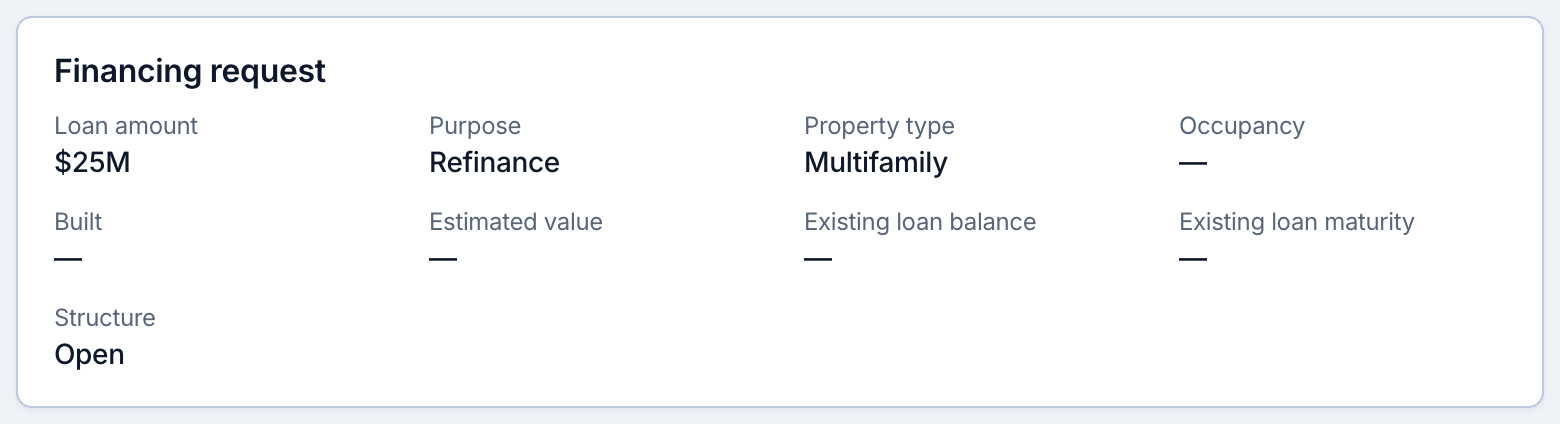 Financing request
Loan amount Purpose Property type Occupancy
$25M Refinance Multifamily —
Built Estimated value Existing loan balance Existing loan maturity
— — — —
Structure
Open